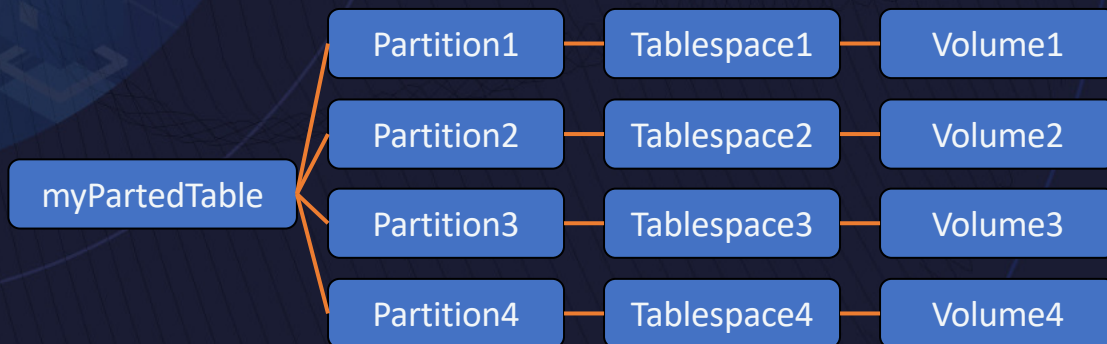 Partition1 Tablespace1 Volume1
Partition2 Tablespace2 Volume2
myPartedTable
Partition3 Tablespace3 Volume3
Partition4 Tablespace4 Volume4